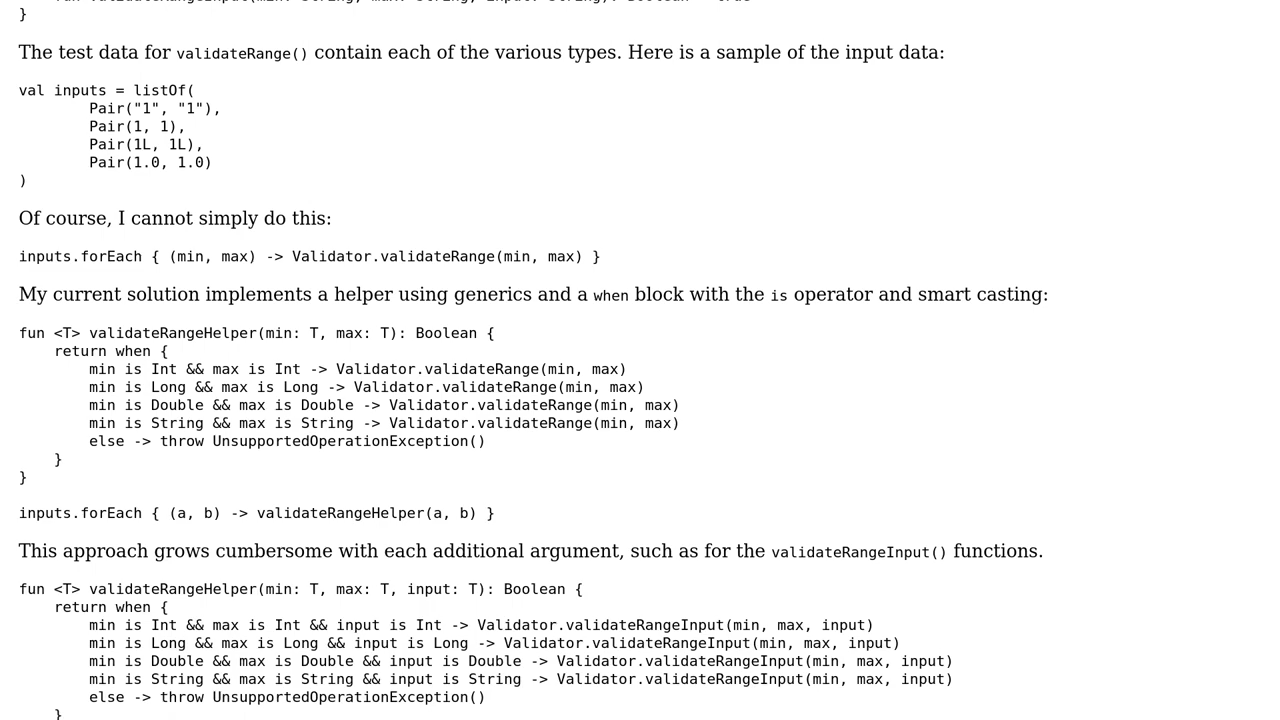 }
The test data for validateRange() contain each of the various types. Here is a sample of the input data:
val inputs = listOf(
        Pair("1", "1"),
        Pair(1, 1),
        Pair(1L, 1L),
        Pair(1.0, 1.0)
)
Of course, I cannot simply do this:
inputs.forEach { (min, max) -> Validator.validateRange(min, max) }
My current solution implements a helper using generics and a when block with the is operator and smart casting:
fun <T> validateRangeHelper(min: T, max: T): Boolean {
    return when {
        min is Int && max is Int -> Validator.validateRange(min, max)
        min is Long && max is Long -> Validator.validateRange(min, max)
        min is Double && max is Double -> Validator.validateRange(min, max)
        min is String && max is String -> Validator.validateRange(min, max)
        else -> throw UnsupportedOperationException()
    }
}
inputs.forEach { (a, b) -> validateRangeHelper(a, b) }
This approach grows cumbersome with each additional argument, such as for the validateRangeInput() functions.
fun <T> validateRangeHelper(min: T, max: T, input: T): Boolean {
    return when {
        min is Int && max is Int && input is Int -> Validator.validateRangeInput(min, max, input)
        min is Long && max is Long && input is Long -> Validator.validateRangeInput(min, max, input)
        min is Double && max is Double && input is Double -> Validator.validateRangeInput(min, max, input)
        min is String && max is String && input is String -> Validator.validateRangeInput(min, max, input)
        else -> throw UnsupportedOperationException()
    }